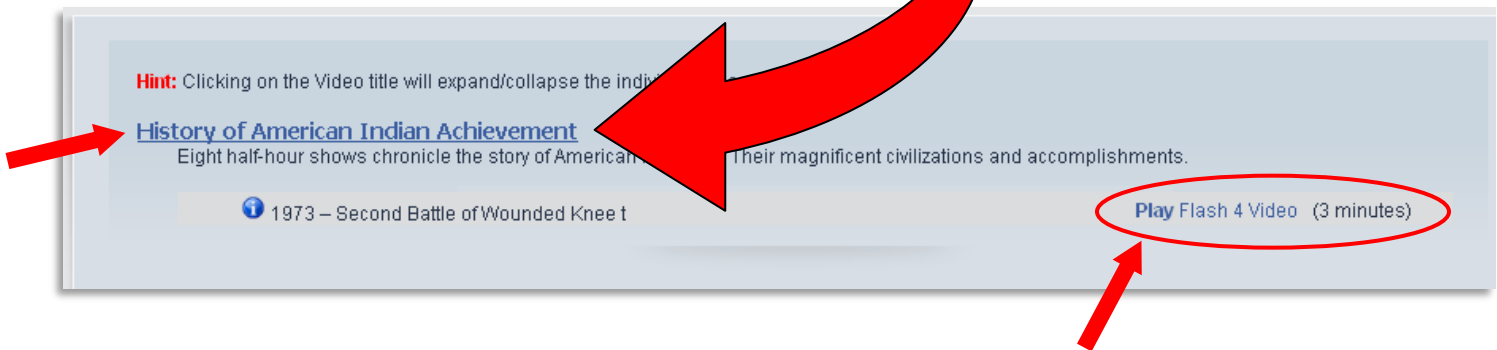 Hint: Clicking on the Video title will expand/collapse the
History of American Indian Achievement
Eight half-hour shows chronicle the story of American Their magnificent civilizations and accomplishments.
1973 – Second Battle of Wounded Knee t
Play Flash 4 Video (3 minutes)